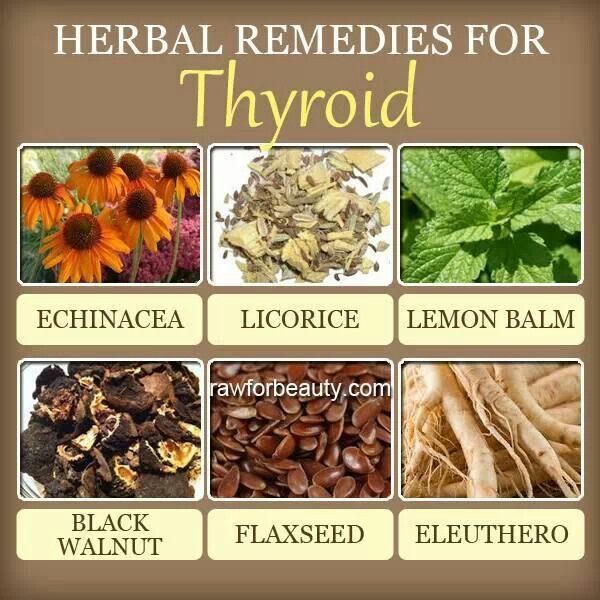 HERBAL REMEDIES FOR
Thyroid
ECHINACEA
LICORICE
LEMON BALM
rawforbeauty.com
BLACK
WALNUT
FLAXSEED
ELEUTHERO